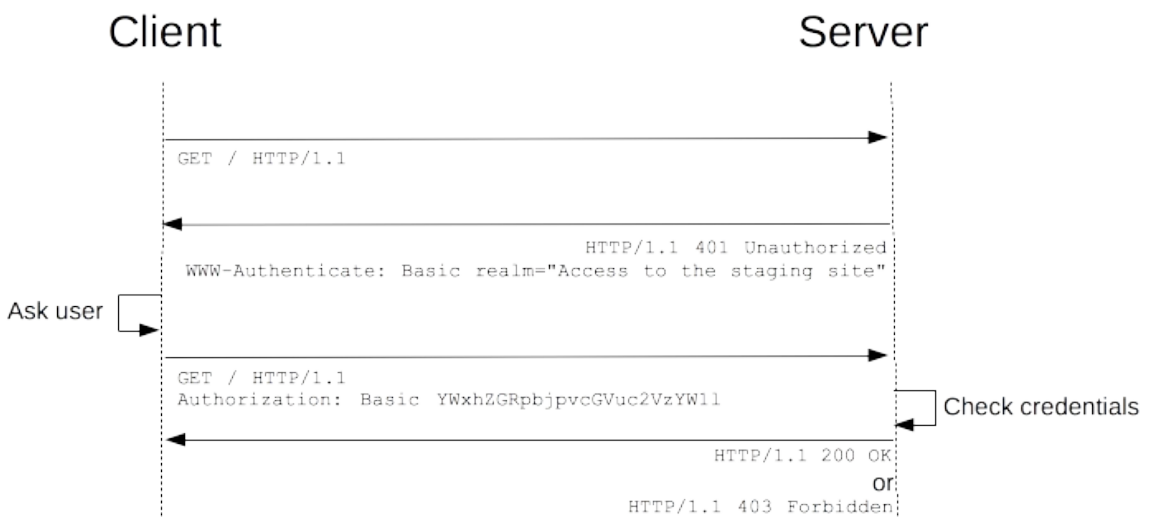 Client
Server
GET / HTTP/1.1
HTTP/1.1 401 Unauthorized
WWW-Authenticate: Basic realm="Access to the staging site"
Ask user
GET / HTTP/1.1
Authorization: Basic YWxhZGRpbjpvcGVuc2VzYW1l
Check credentials
HTTP/1.1 200 OK
or
HTTP/1.1 403 Forbidden